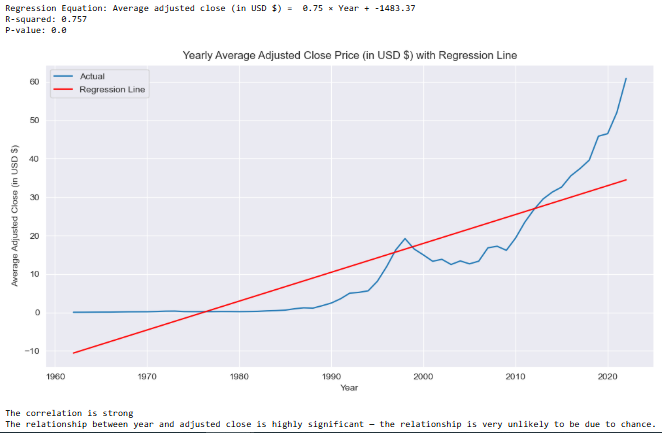 Regression Equation: Average adjusted close (in USD $) =  0.75 × Year + -1483.37
R-squared: 0.757
P-value: 0.0
Yearly Average Adjusted Close Price (in USD $) with Regression Line
Actual
Regression Line
Average Adjusted Close (in USD $)
60
50
40
30
20
10
0
−10
1960
1970
1980
1990
2000
2010
2020
Year
The correlation is strong
The relationship between year and adjusted close is highly significant — the relationship is very unlikely to be due to chance.